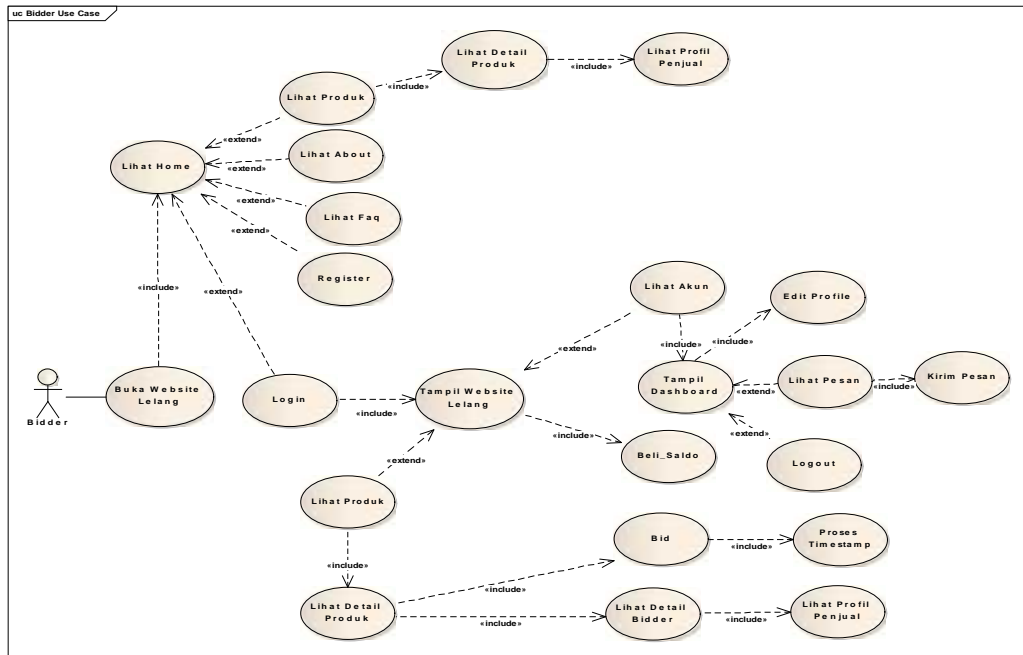 uc Bidder Use Case
Lihat Detail
Produk
«include»
Lihat Profil
Penjual
Lihat Produk
«include»
«extend»
Lihat Home
Lihat About
«extend»
Lihat Faq
«extend»
«extend»
Register
«include»
«extend»
Lihat Akun
Edit Profile
«extend»
«include»
«include»
Bidder
Buka Website
Lelang
Login
«include»
Tampil Website
Lelang
Tampil
Dashboard
«extend»
Lihat Pesan
«include»
Kirim Pesan
«include»
«extend»
«extend»
Beli_Saldo
Logout
Lihat Produk
«include»
Bid
«include»
Proses
Timestamp
«include»
Lihat Detail
Produk
«include»
Lihat Detail
Bidder
«include»
Lihat Profil
Penjual